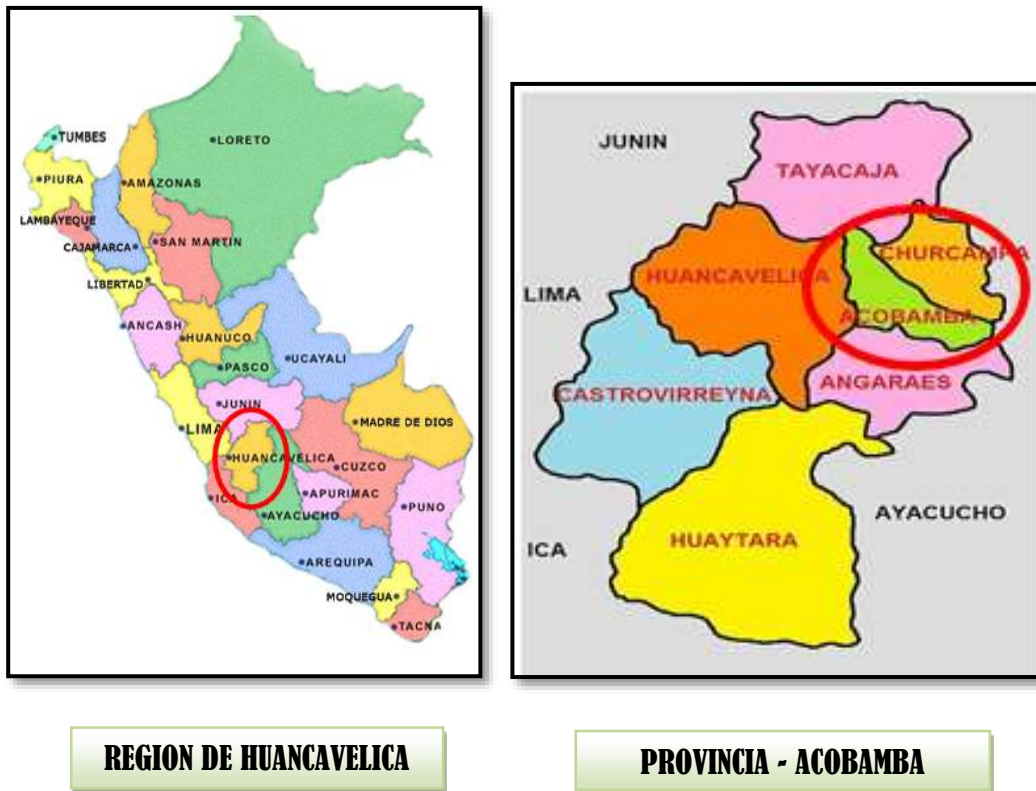 TUMBES
LORETO
PIURA
AMAZONAS
LAMBAYEQUE
SAN MARTIN
CAJAMARCA
LIBERTAD
ANCASH
HUANUCO
UCAYALI
PASCO
JUNIN
MADRE DE DIOS
LIMA
HUANCAVELICA
CUZCO
ICA
APURIMAC
PUNO
AYACUCHO
AREQUIPA
MOQUEGUA
TACNA
JUNIN
TAYACAJA
CHURCAMPA
HUANCAVELICA
LIMA
ACOBAMBA
ANGARAES
CASTROVIRREYNA
AYACUCHO
HUAYTARA
ICA
REGION DE HUANCAVELICA
PROVINCIA - ACOBAMBA